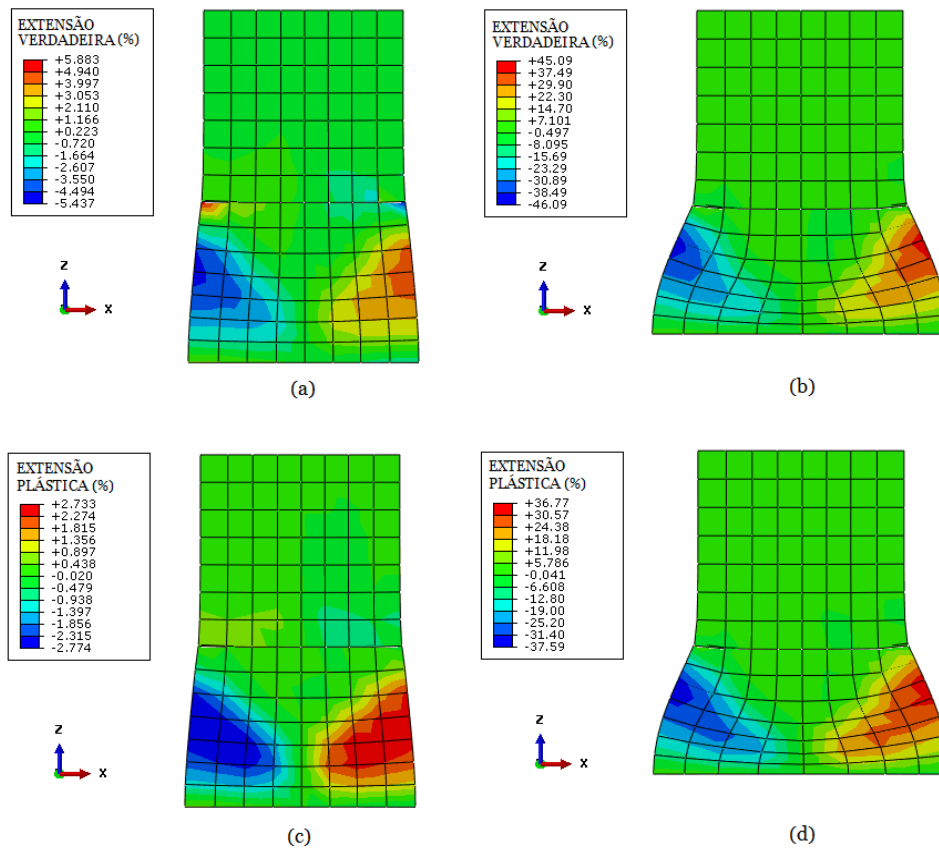 EXTENSÃO
VERDADEIRA (%)
+5.883
+4.940
+3.997
+3.053
+2.110
+1.166
+0.223
-0.720
-1.664
-2.607
-3.550
-4.494
-5.437
Z
X
(a)
EXTENSÃO
VERDADEIRA (%)
+45.09
+37.49
+29.90
+22.30
+14.70
+7.101
-0.497
-8.095
-15.69
-23.29
-30.89
-38.49
-46.09
Z
X
(b)
EXTENSÃO
PLÁSTICA (%)
+2.733
+2.274
+1.815
+1.356
+0.897
+0.438
-0.020
-0.479
-0.938
-1.397
-1.856
-2.315
-2.774
Z
X
(c)
EXTENSÃO
PLÁSTICA (%)
+36.77
+30.57
+24.38
+18.18
+11.98
+5.786
-0.041
-6.608
-12.80
-19.00
-25.20
-31.40
-37.59
Z
X
(d)